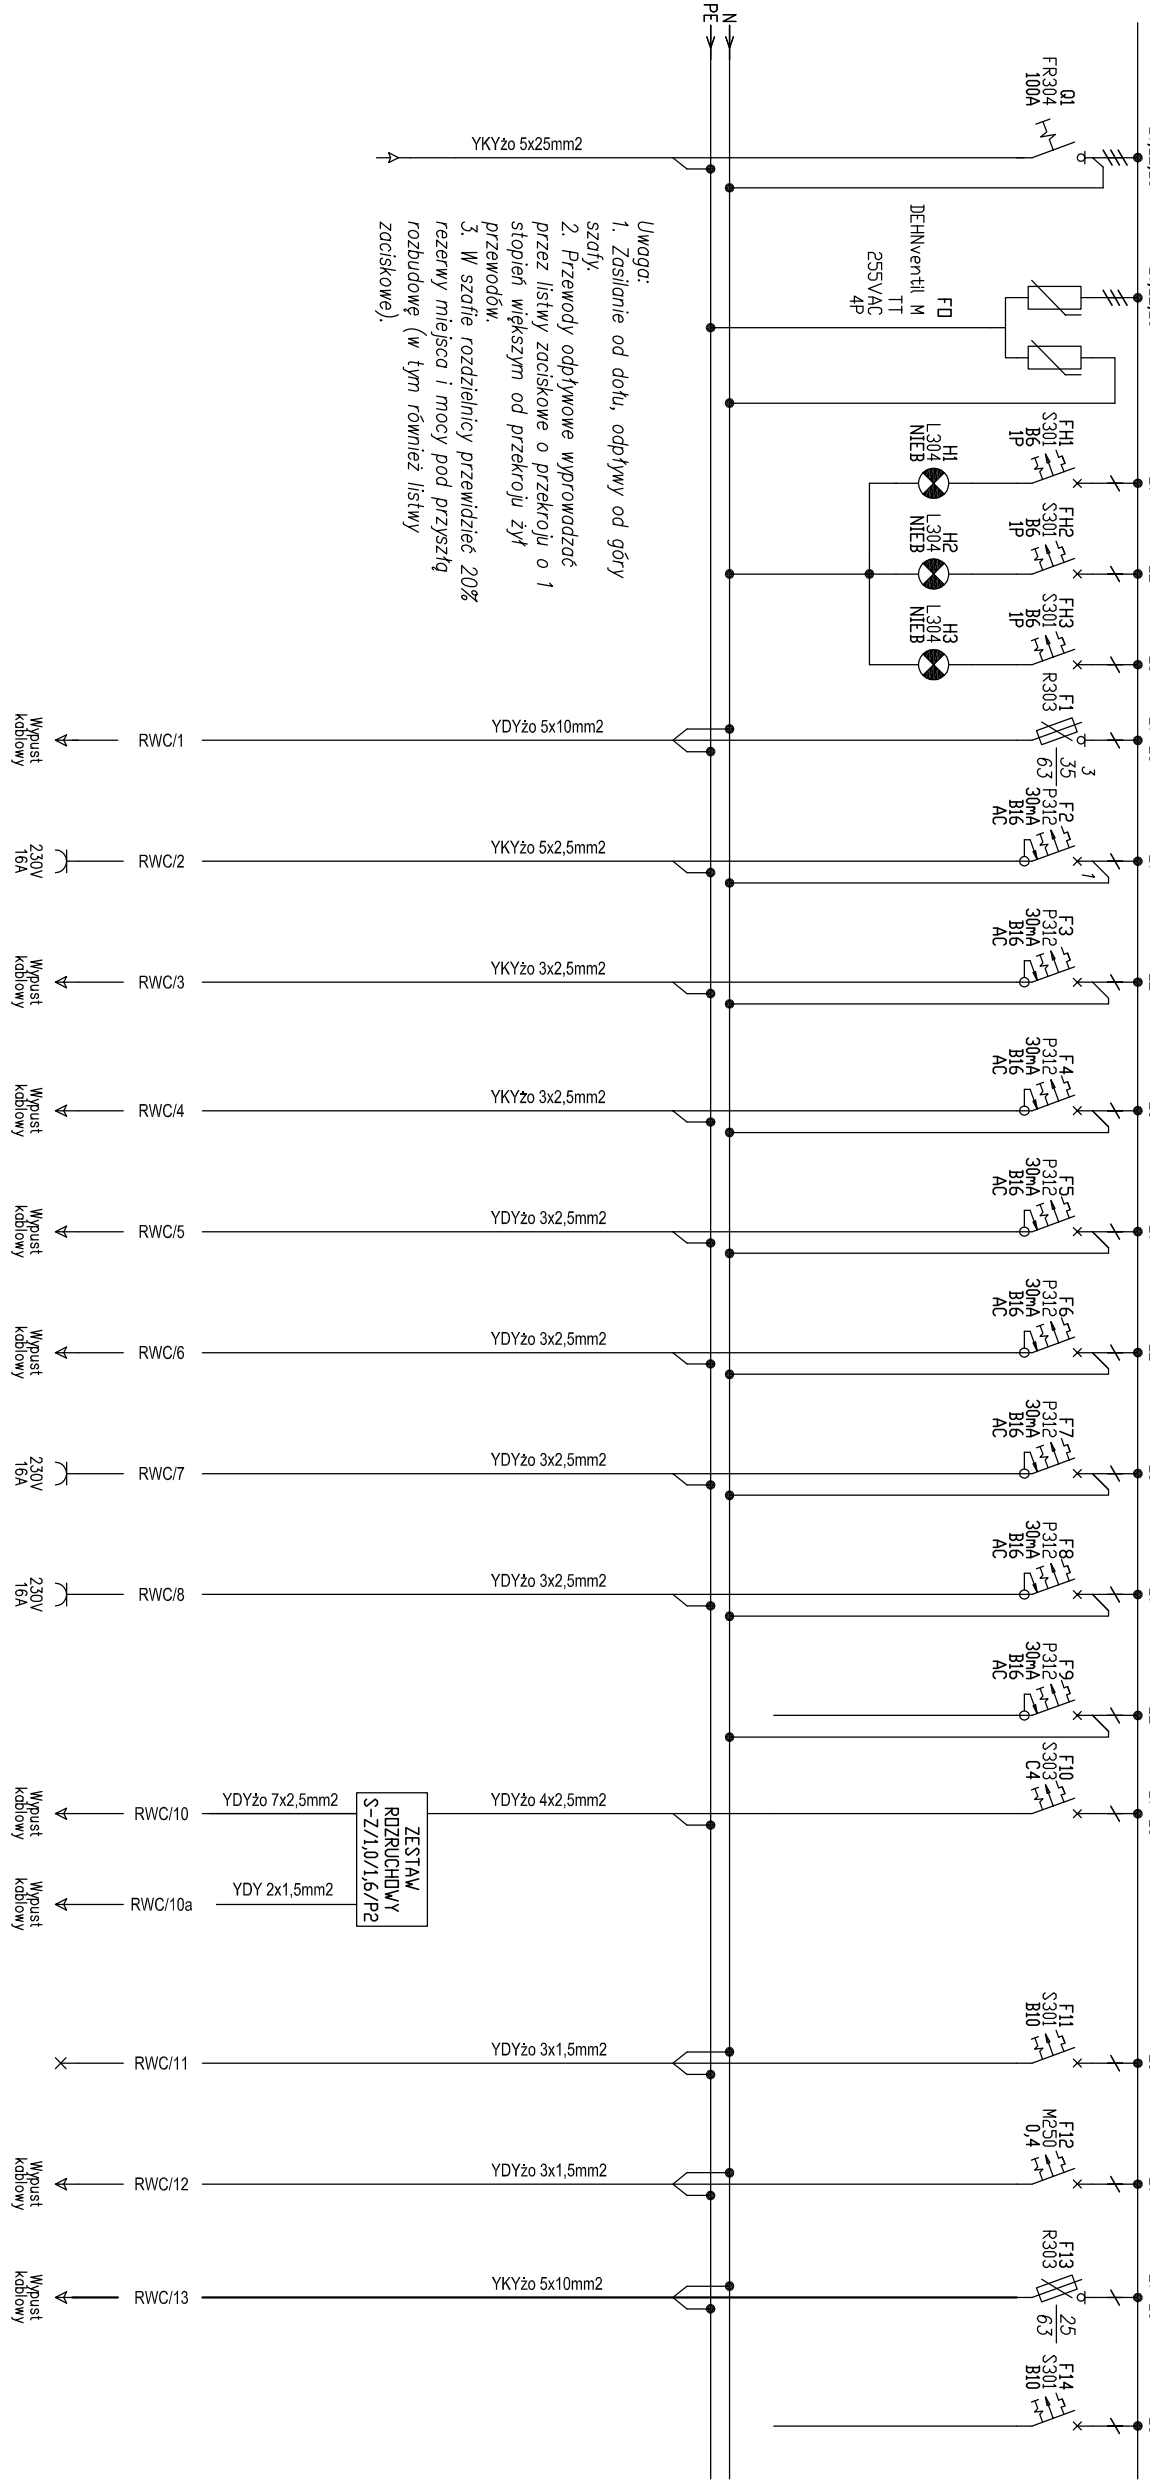 N
PE
Q1
FR304
100A
YKYżo 5x25mm2
FO
DEHNventil M
TT
255VAC
4P
Uwaga:
1. Zasilanie od dołu, odpływy od góry
szafy.
2. Przewody odpływowe wyprowadzać
przez listwy zaciskowe o przekroju o 1
stopień większym od przekroju żył
przewodów.
3. W szafie rozdzielnicy przewidzieć 20%
rezerwy miejsca i mocy pod przyszłą
rozbudowę (w tym również listwy
zaciskowe).
FH1
S301
B6
1P
H1
L304
NIEB
FH2
S301
B6
1P
H2
L304
NIEB
FH3
S301
B6
1P
H3
L304
NIEB
F1
R303
3
35
63
YDYżo 5x10mm2
RWC/1
Wypust
kablowy
F2
P312
30mA
B16
AC
1
YKYżo 5x2,5mm2
RWC/2
230V
16A
F3
P312
30mA
B16
AC
YKYżo 3x2,5mm2
RWC/3
Wypust
kablowy
F4
P312
30mA
B16
AC
YKYżo 3x2,5mm2
RWC/4
Wypust
kablowy
F5
P312
30mA
B16
AC
YDYżo 3x2,5mm2
RWC/5
Wypust
kablowy
F6
P312
30mA
B16
AC
YDYżo 3x2,5mm2
RWC/6
Wypust
kablowy
F7
P312
30mA
B16
AC
YDYżo 3x2,5mm2
RWC/7
230V
16A
F8
P312
30mA
B16
AC
YDYżo 3x2,5mm2
RWC/8
230V
16A
F9
P312
30mA
B16
AC
F10
S303
C4
YDYżo 4x2,5mm2
ZESTAW
ROZRUCHOWY
S-Z/1,0/1,6/P2
YDYżo 7x2,5mm2
RWC/10
Wypust
kablowy
YDY 2x1,5mm2
RWC/10a
Wypust
kablowy
F11
S301
B10
YDYżo 3x1,5mm2
RWC/11
F12
M250
0,4
YDYżo 3x1,5mm2
RWC/12
Wypust
kablowy
F13
R303
25
63
YKYżo 5x10mm2
RWC/13
Wypust
kablowy
F14
S301
B10